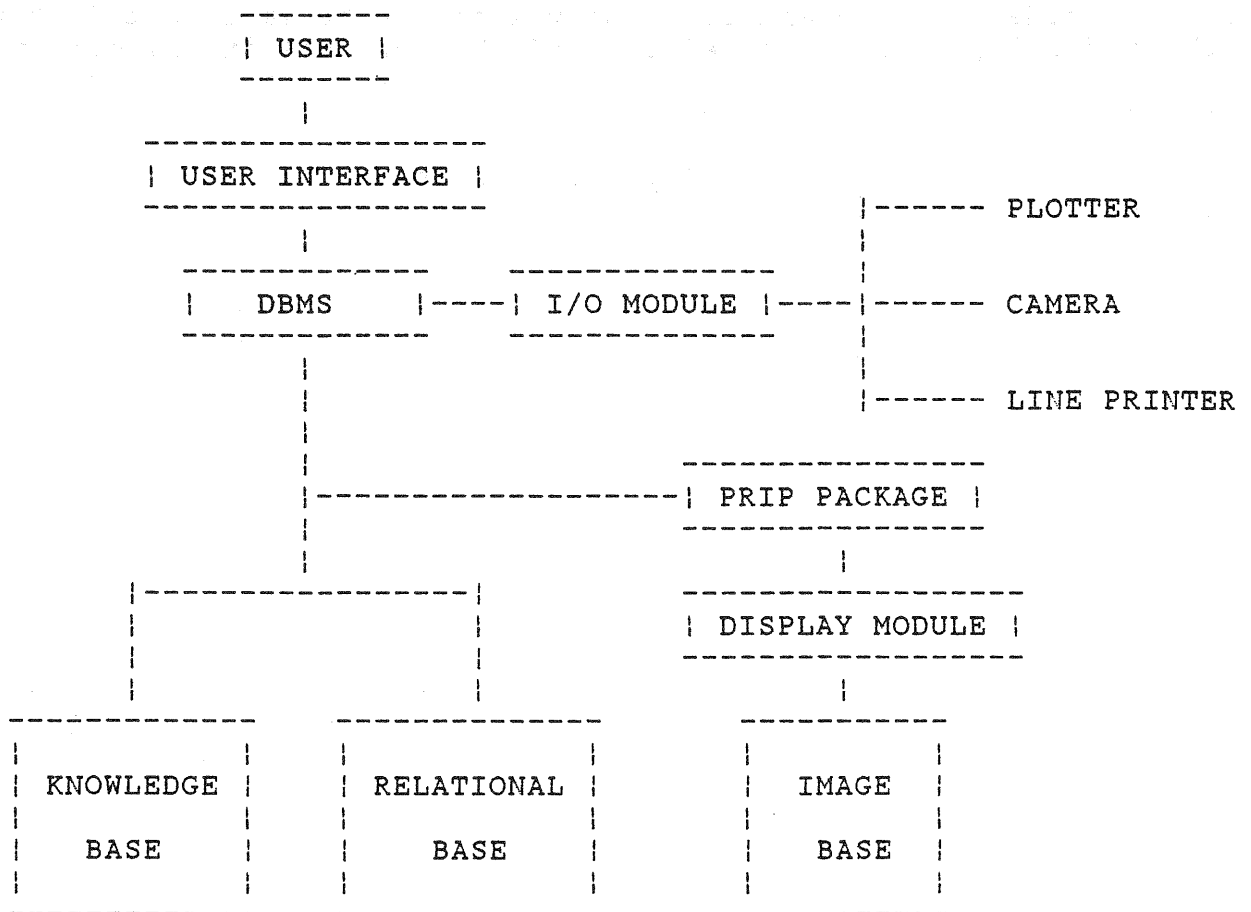 USER
USER INTERFACE
PLOTTER
DBMS
I/O MODULE
CAMERA
LINE PRINTER
PRIP PACKAGE
DISPLAY MODULE
KNOWLEDGE
BASE
RELATIONAL
BASE
IMAGE
BASE